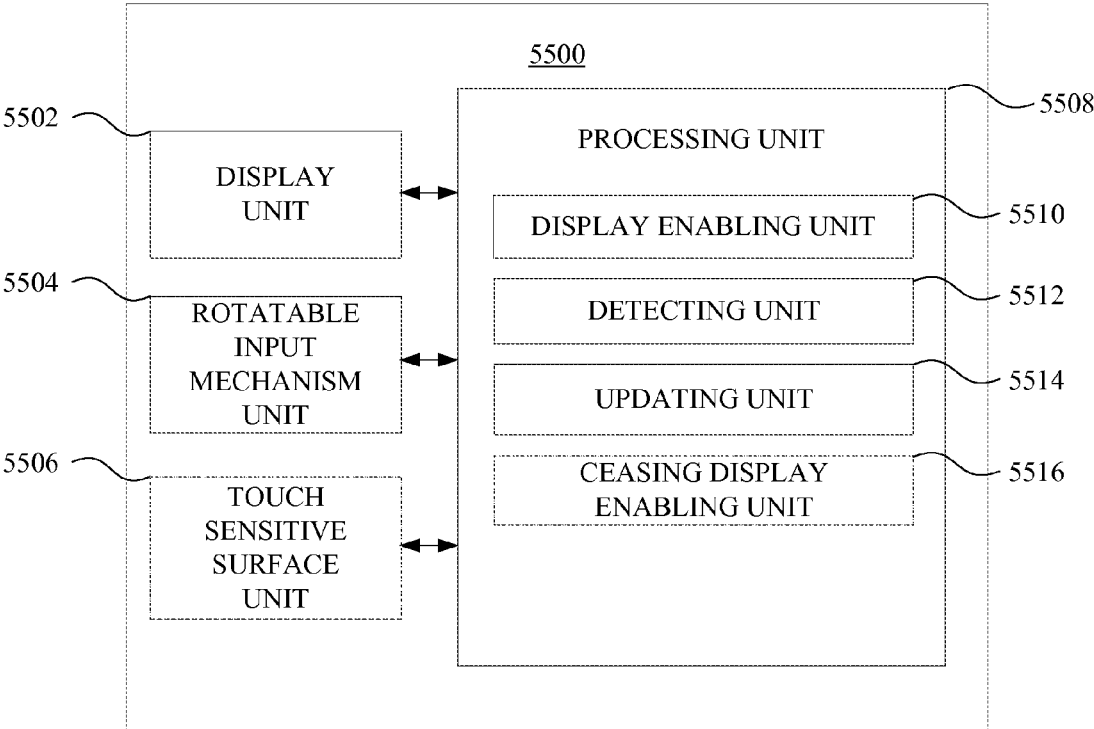 5500
5502
DISPLAY
UNIT
5504
ROTATABLE
INPUT
MECHANISM
UNIT
5506
TOUCH
SENSITIVE
SURFACE
UNIT
5508
PROCESSING UNIT
5510
DISPLAY ENABLING UNIT
5512
DETECTING UNIT
5514
UPDATING UNIT
5516
CEASING DISPLAY
ENABLING UNIT